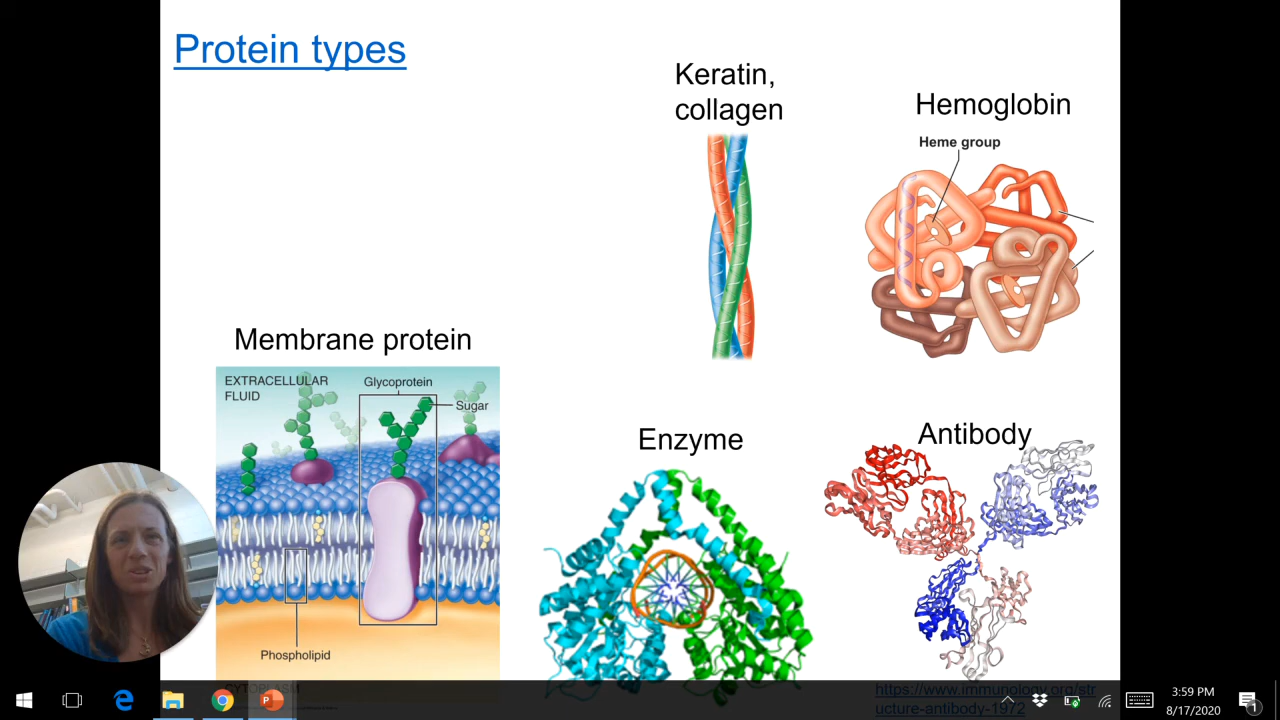 Protein types
Keratin,
collagen
Hemoglobin
Heme group
Membrane protein
EXTRACELLULAR
FLUID
Glycoprotein
Sugar
Phospholipid
Enzyme
Antibody
https://www.immunology.org/str
ucture-antibody-1972
3:59 PM
8/17/2020
1